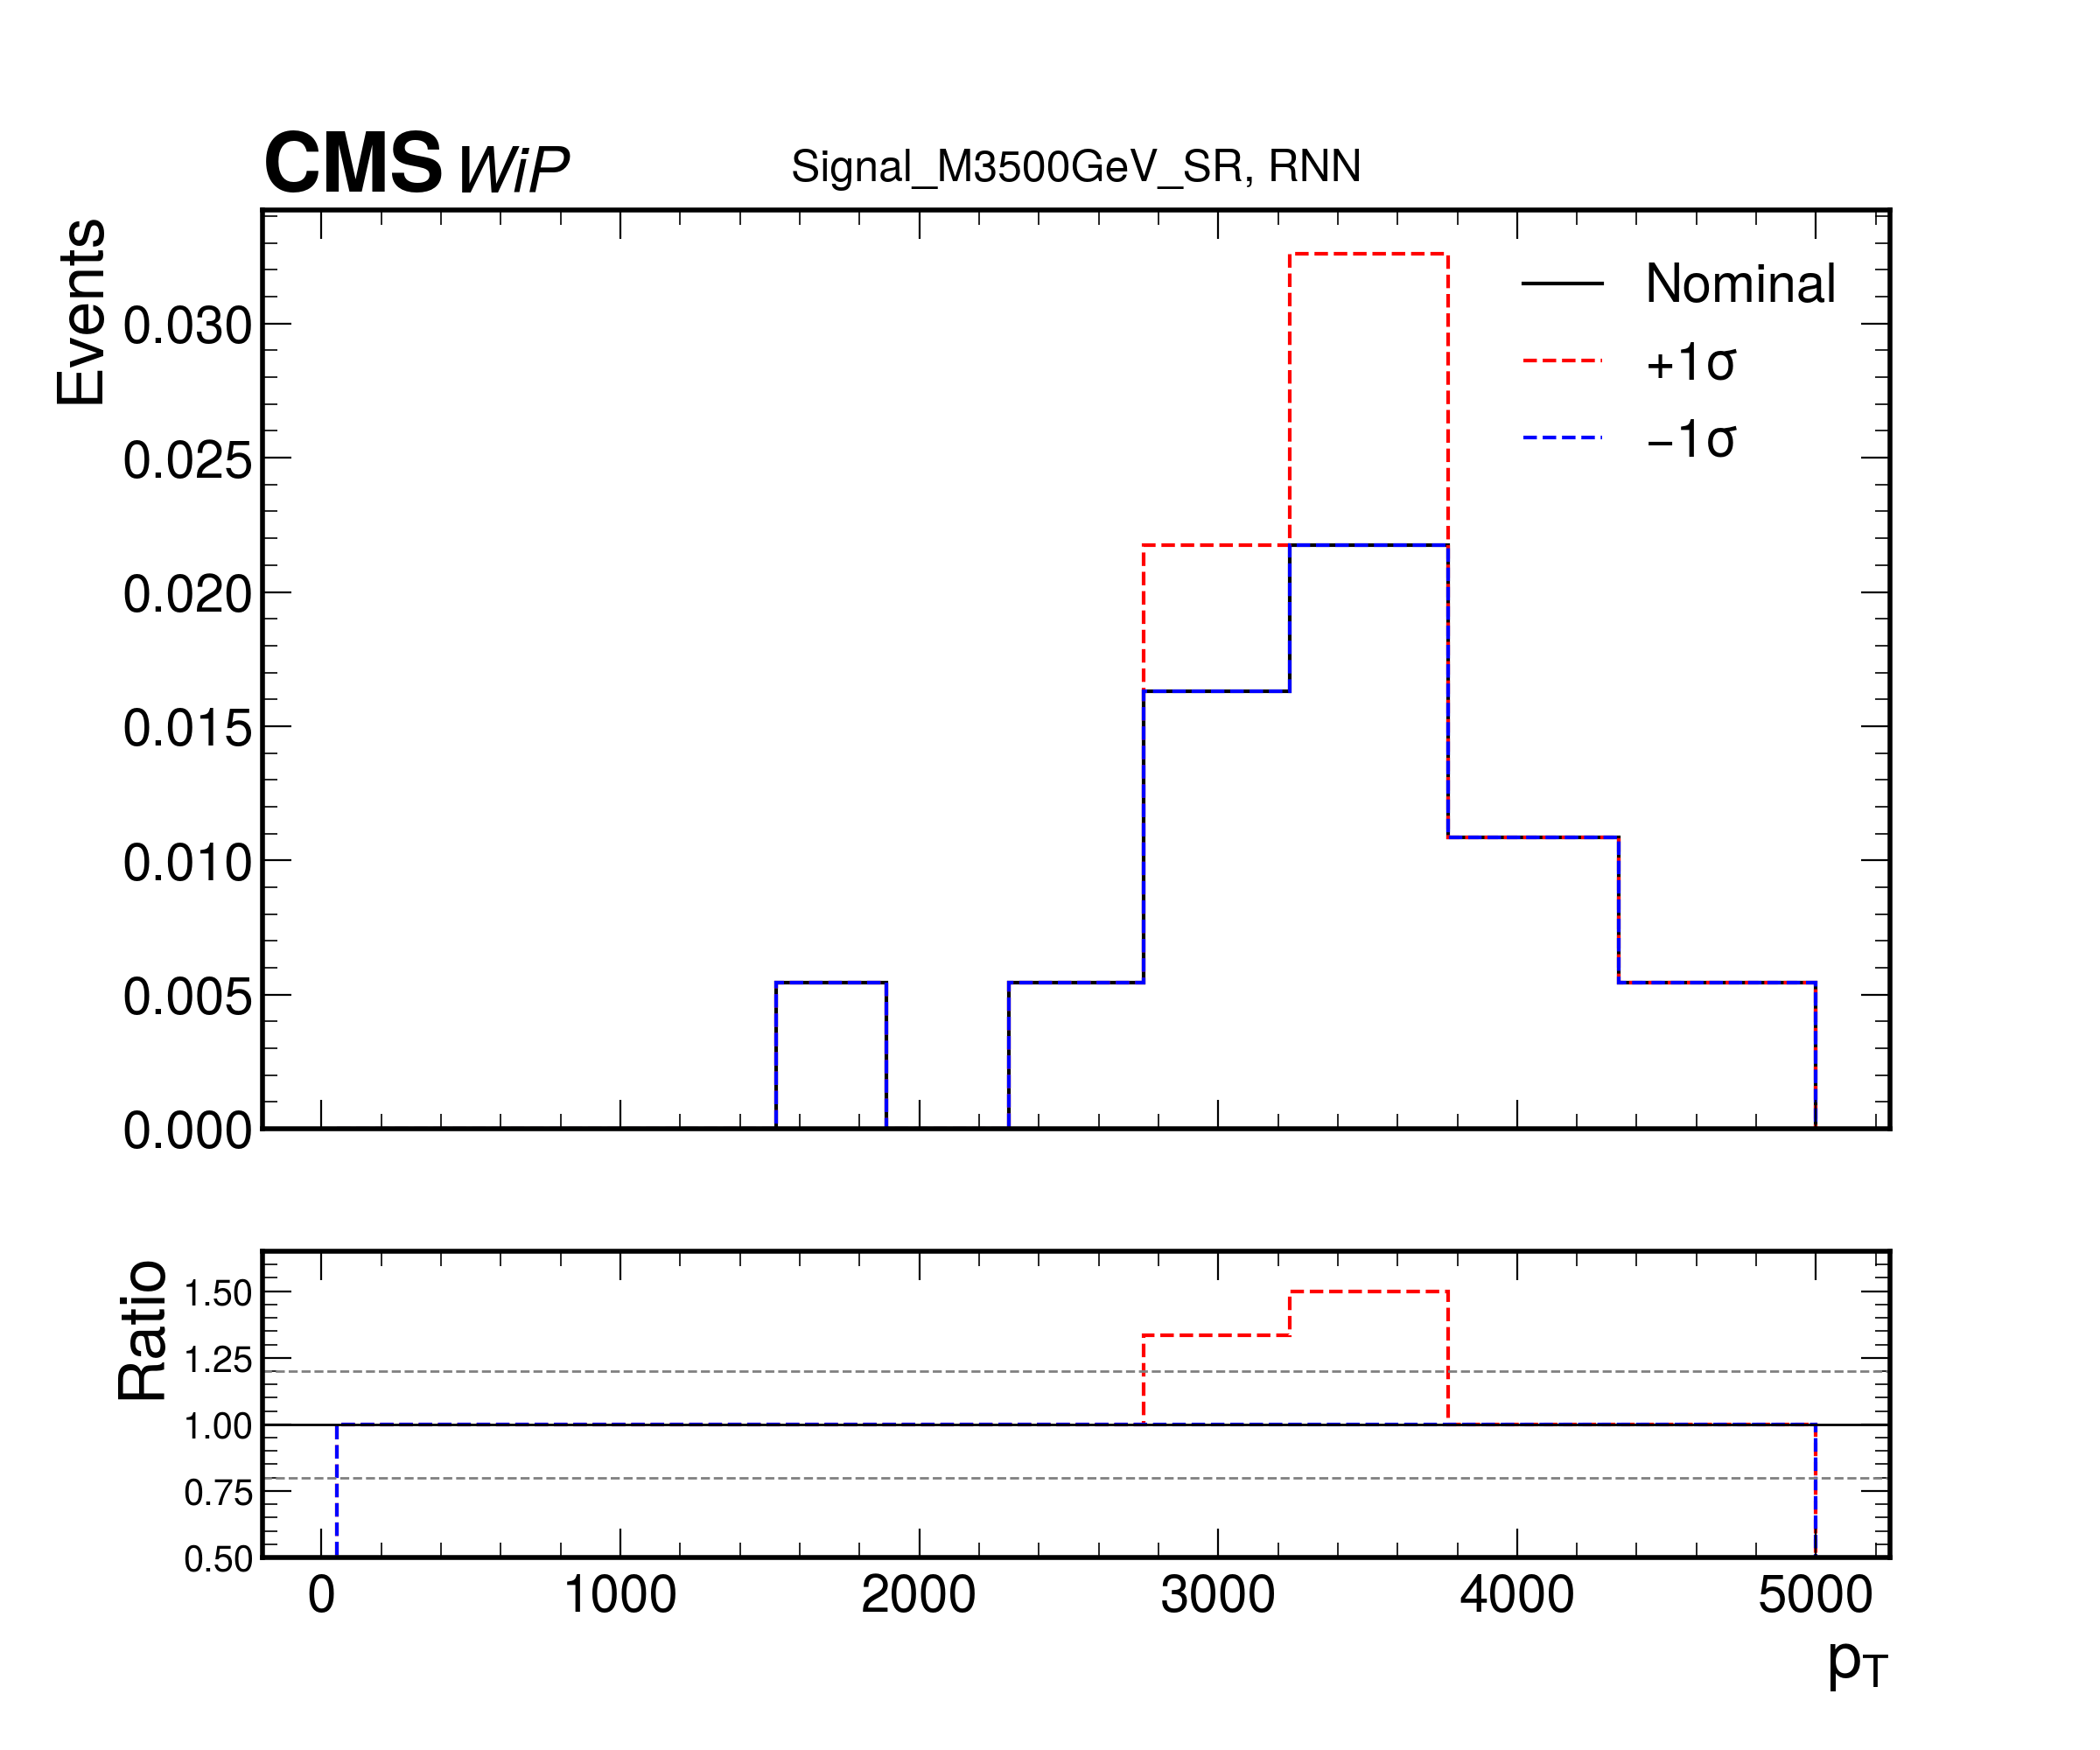 CMS WiP
Signal_M3500GeV_SR, RNN
Events
0.030
0.025
0.020
0.015
0.010
0.005
0.000
Nominal
+1σ
−1σ
Ratio
1.50
1.25
1.00
0.75
0.50
0 1000 2000 3000 4000 5000
pT